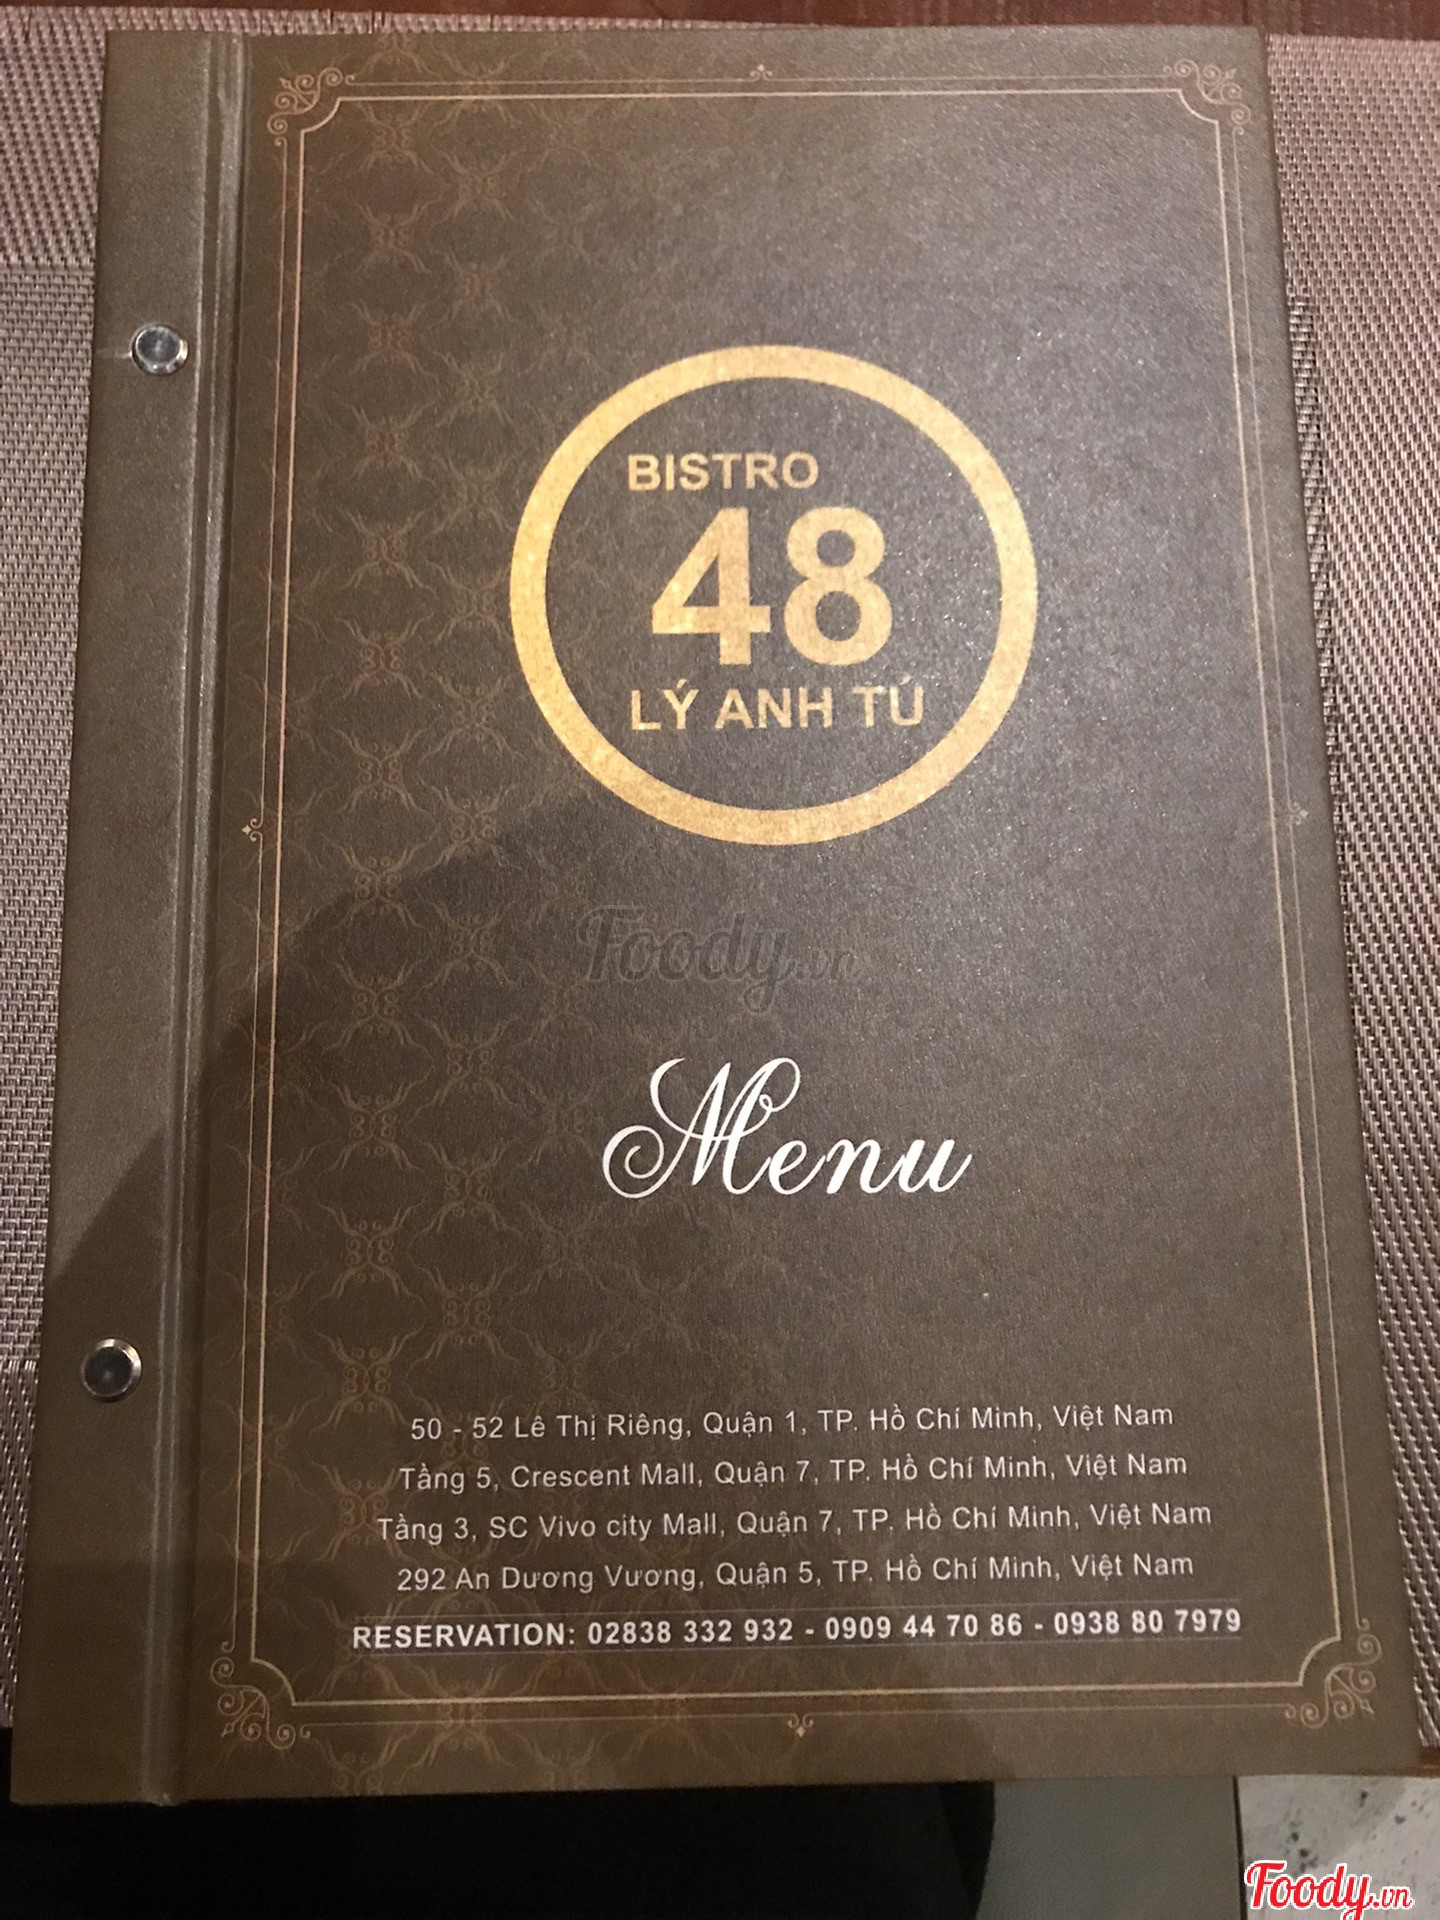 BISTRO
48
LÝ ANH TÚ
Foody.vn
Menu
50 - 52 Lê Thị Riêng, Quận 1, TP. Hồ Chí Minh, Việt Nam
Tầng 5, Crescent Mall, Quận 7, TP. Hồ Chí Minh, Việt Nam
Tầng 3, SC Vivo city Mall, Quận 7, TP. Hồ Chí Minh, Việt Nam
292 An Dương Vương, Quận 5, TP. Hồ Chí Minh, Việt Nam
RESERVATION: 02838 332 932 - 0909 44 70 86 - 0938 80 7979
Foody.vn